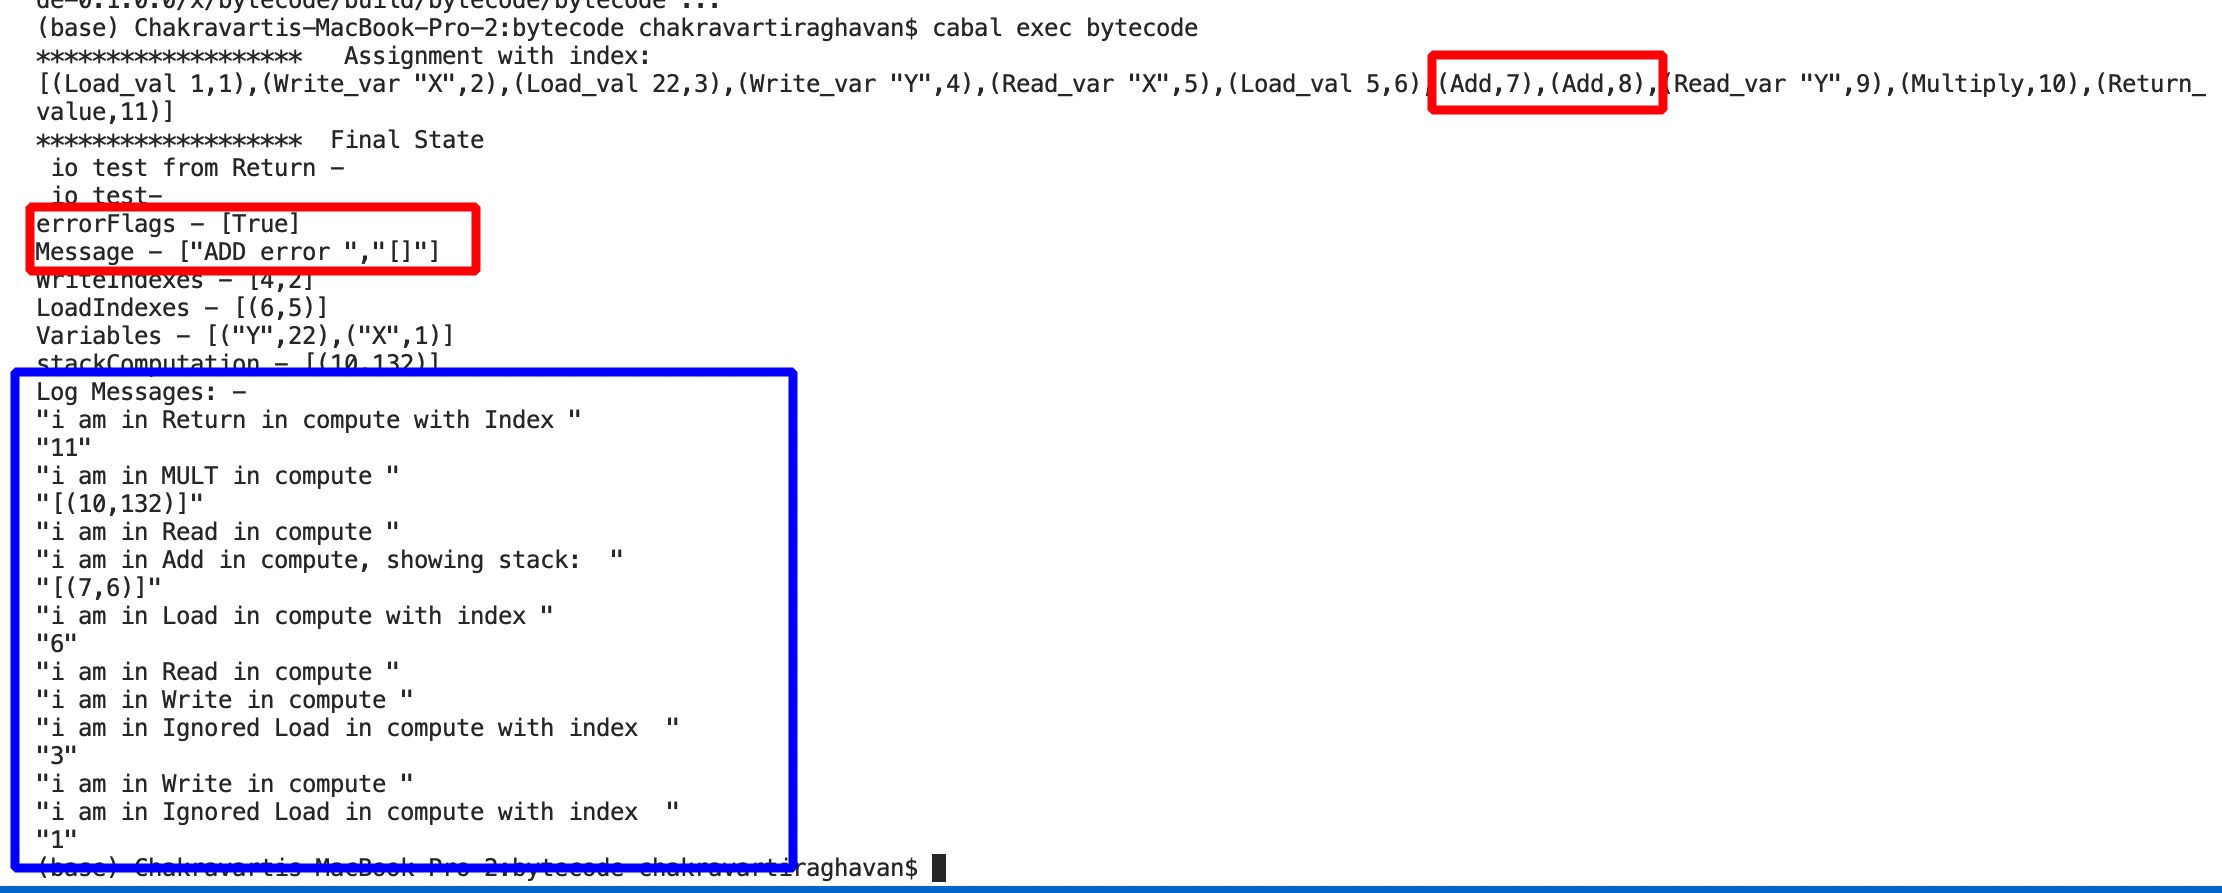 de-0.1.0.0/x/bytecode/build/bytecode/bytecode ...
(base) Chakravartis-MacBook-Pro-2:bytecode chakravartiraghavan$ cabal exec bytecode
******************* Assignment with index:
[(Load_val 1,1),(Write_var "X",2),(Load_val 22,3),(Write_var "Y",4),(Read_var "X",5),(Load_val 5,6),(Add,7),(Add,8),(Read_var "Y",9),(Multiply,10),(Return_
value,11)]
******************* Final State
io test from Return -
io test-
errorFlags - [True]
Message - ["ADD error ","[]"]
WriteIndexes - [4,2]
LoadIndexes - [(6,5)]
Variables - [("Y",22),("X",1)]
stackComputation - [(10,132)]
Log Messages: -
"i am in Return in compute with Index "
"11"
"i am in MULT in compute "
"[(10,132)]"
"i am in Read in compute "
"i am in Add in compute, showing stack:  "
"[(7,6)]"
"i am in Load in compute with index "
"6"
"i am in Read in compute "
"i am in Write in compute "
"i am in Ignored Load in compute with index  "
"3"
"i am in Write in compute "
"i am in Ignored Load in compute with index  "
"1"
(base) Chakravartis-MacBook-Pro-2:bytecode chakravartiraghavan$